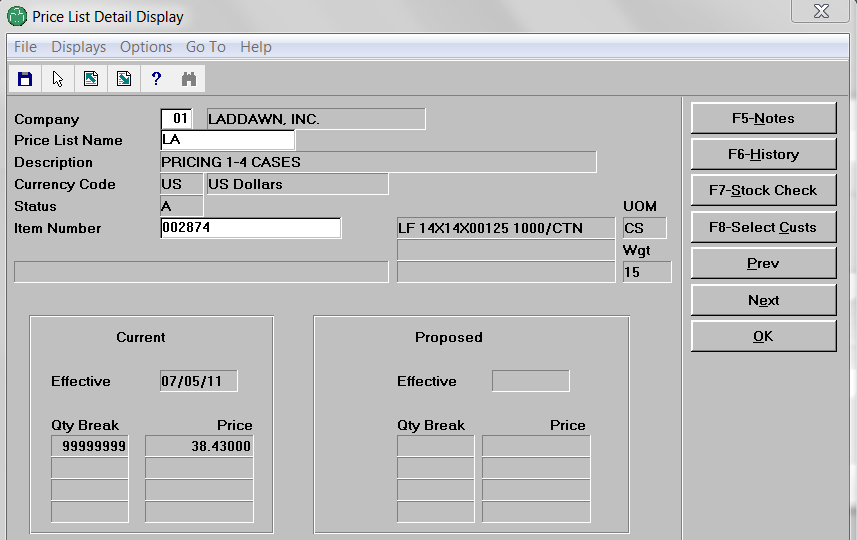 Price List Detail Display
X
File Displays Options Go To Help
?
Company 01 LADDAWN, INC.
Price List Name LA
Description PRICING 1-4 CASES
Currency Code US US Dollars
Status A UOM
Item Number 002874 LF 14X14X00125 1000/CTN CS
Wgt
15
F5-Notes
F6-History
F7-Stock Check
F8-Select Custs
Prev
Next
OK
Current Proposed
Effective 07/05/11 Effective
Qty Break Price Qty Break Price
99999999 38.43000